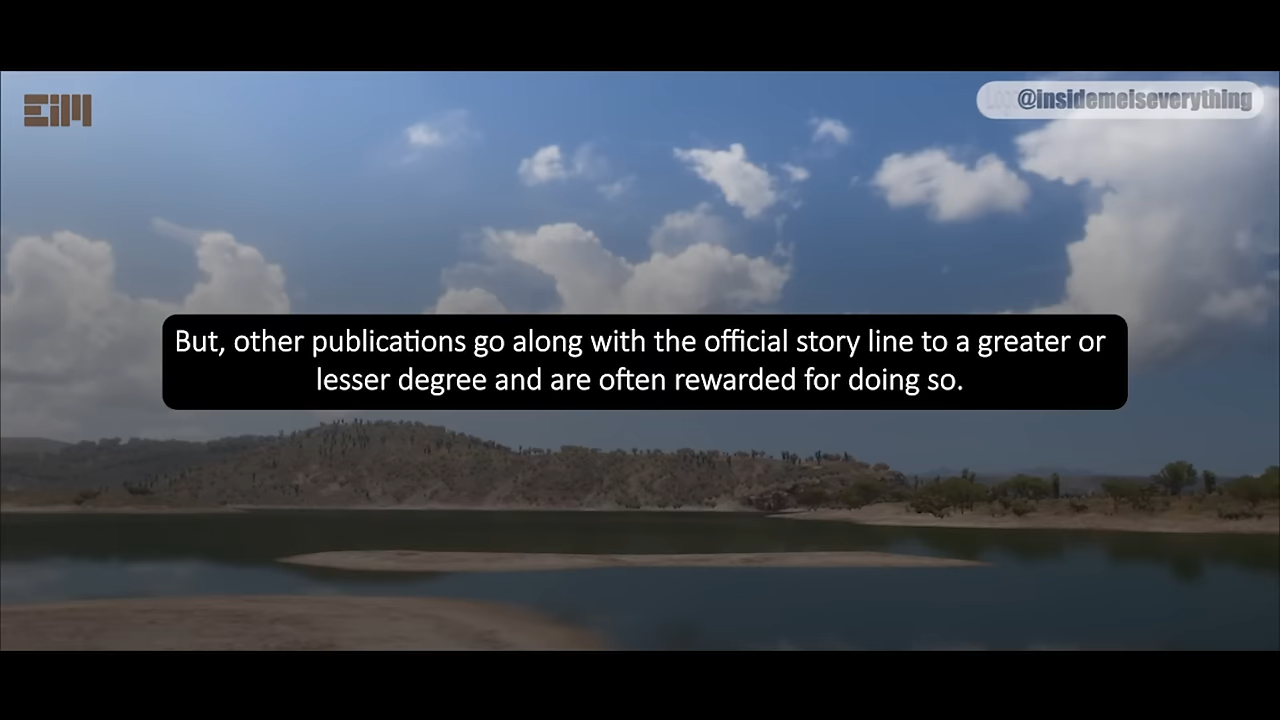 EiM
@insidemeiseverything
But, other publications go along with the official story line to a greater or
lesser degree and are often rewarded for doing so.